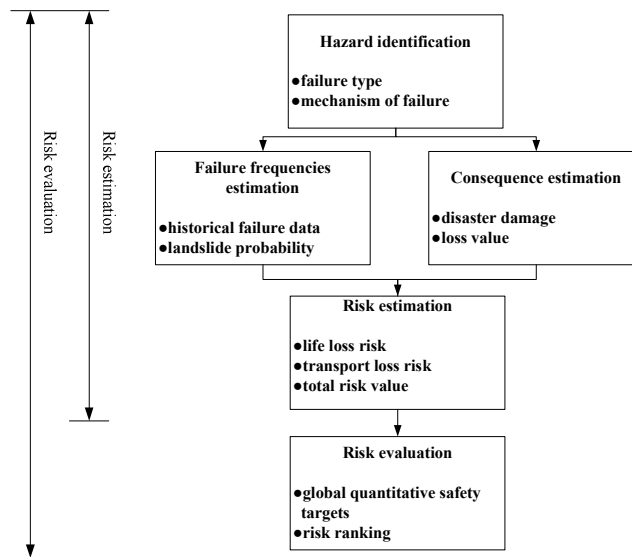 Hazard identification
●failure type
●mechanism of failure
Failure frequencies
estimation
●historical failure data
●landslide probability
Consequence estimation
●disaster damage
●loss value
Risk estimation
●life loss risk
●transport loss risk
●total risk value
Risk evaluation
●global quantitative safety
targets
●risk ranking
Risk estimation
Risk evaluation